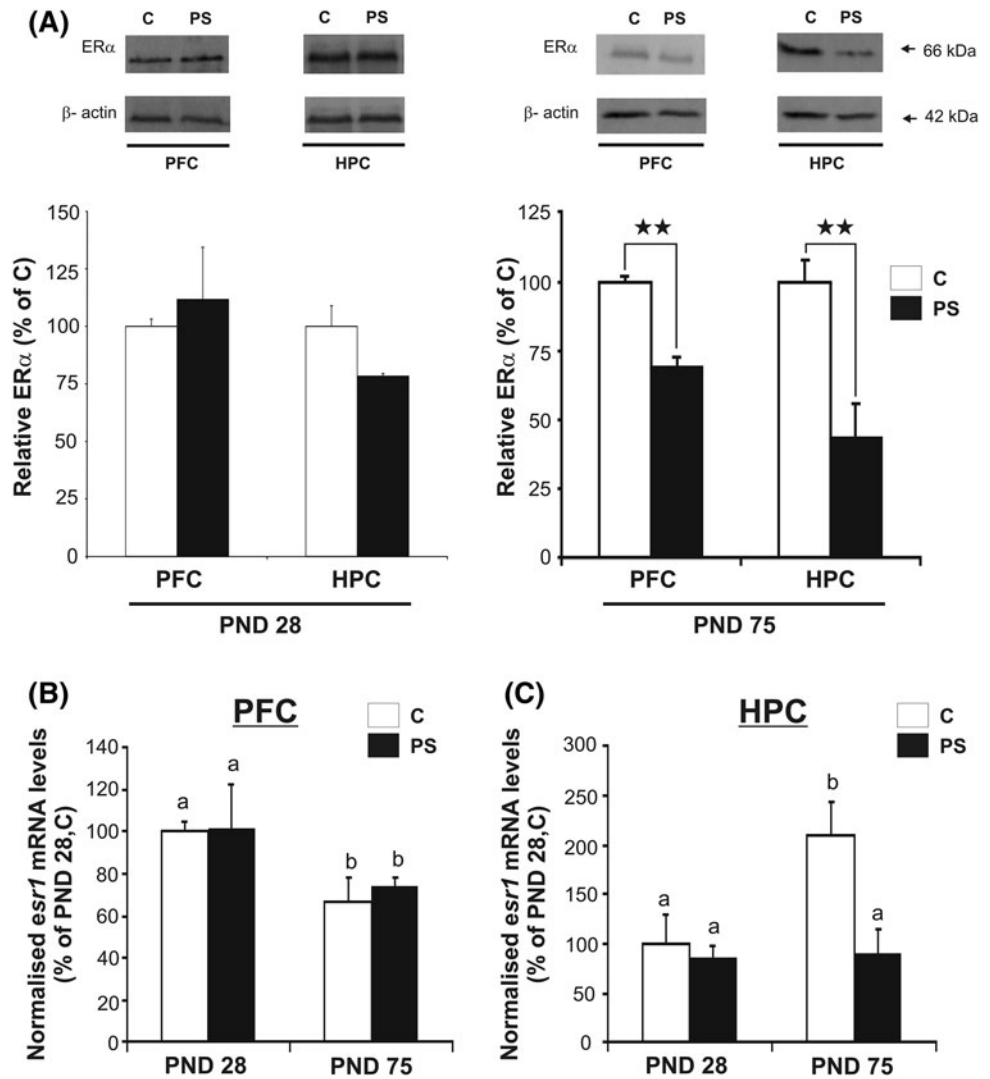 (A)
C PS C PS C PS C PS
ERα ERα 66 kDa
β- actin β- actin 42 kDa
PFC HPC PFC HPC
Relative ERα (% of C)
150
125
100
75
50
25
0
PFC HPC
PND 28
Relative ERα (% of C)
125
100
75
50
25
0
★★ ★★
C
PS
PFC HPC
PND 75
(B)
PFC
C
PS
Normalised esr1 mRNA levels
(% of PND 28,C)
140
120
100
80
60
40
20
0
a a b b
PND 28 PND 75
(C)
HPC
C
PS
Normalised esr1 mRNA levels
(% of PND 28,C)
300
250
200
150
100
50
0
a a b a
PND 28 PND 75